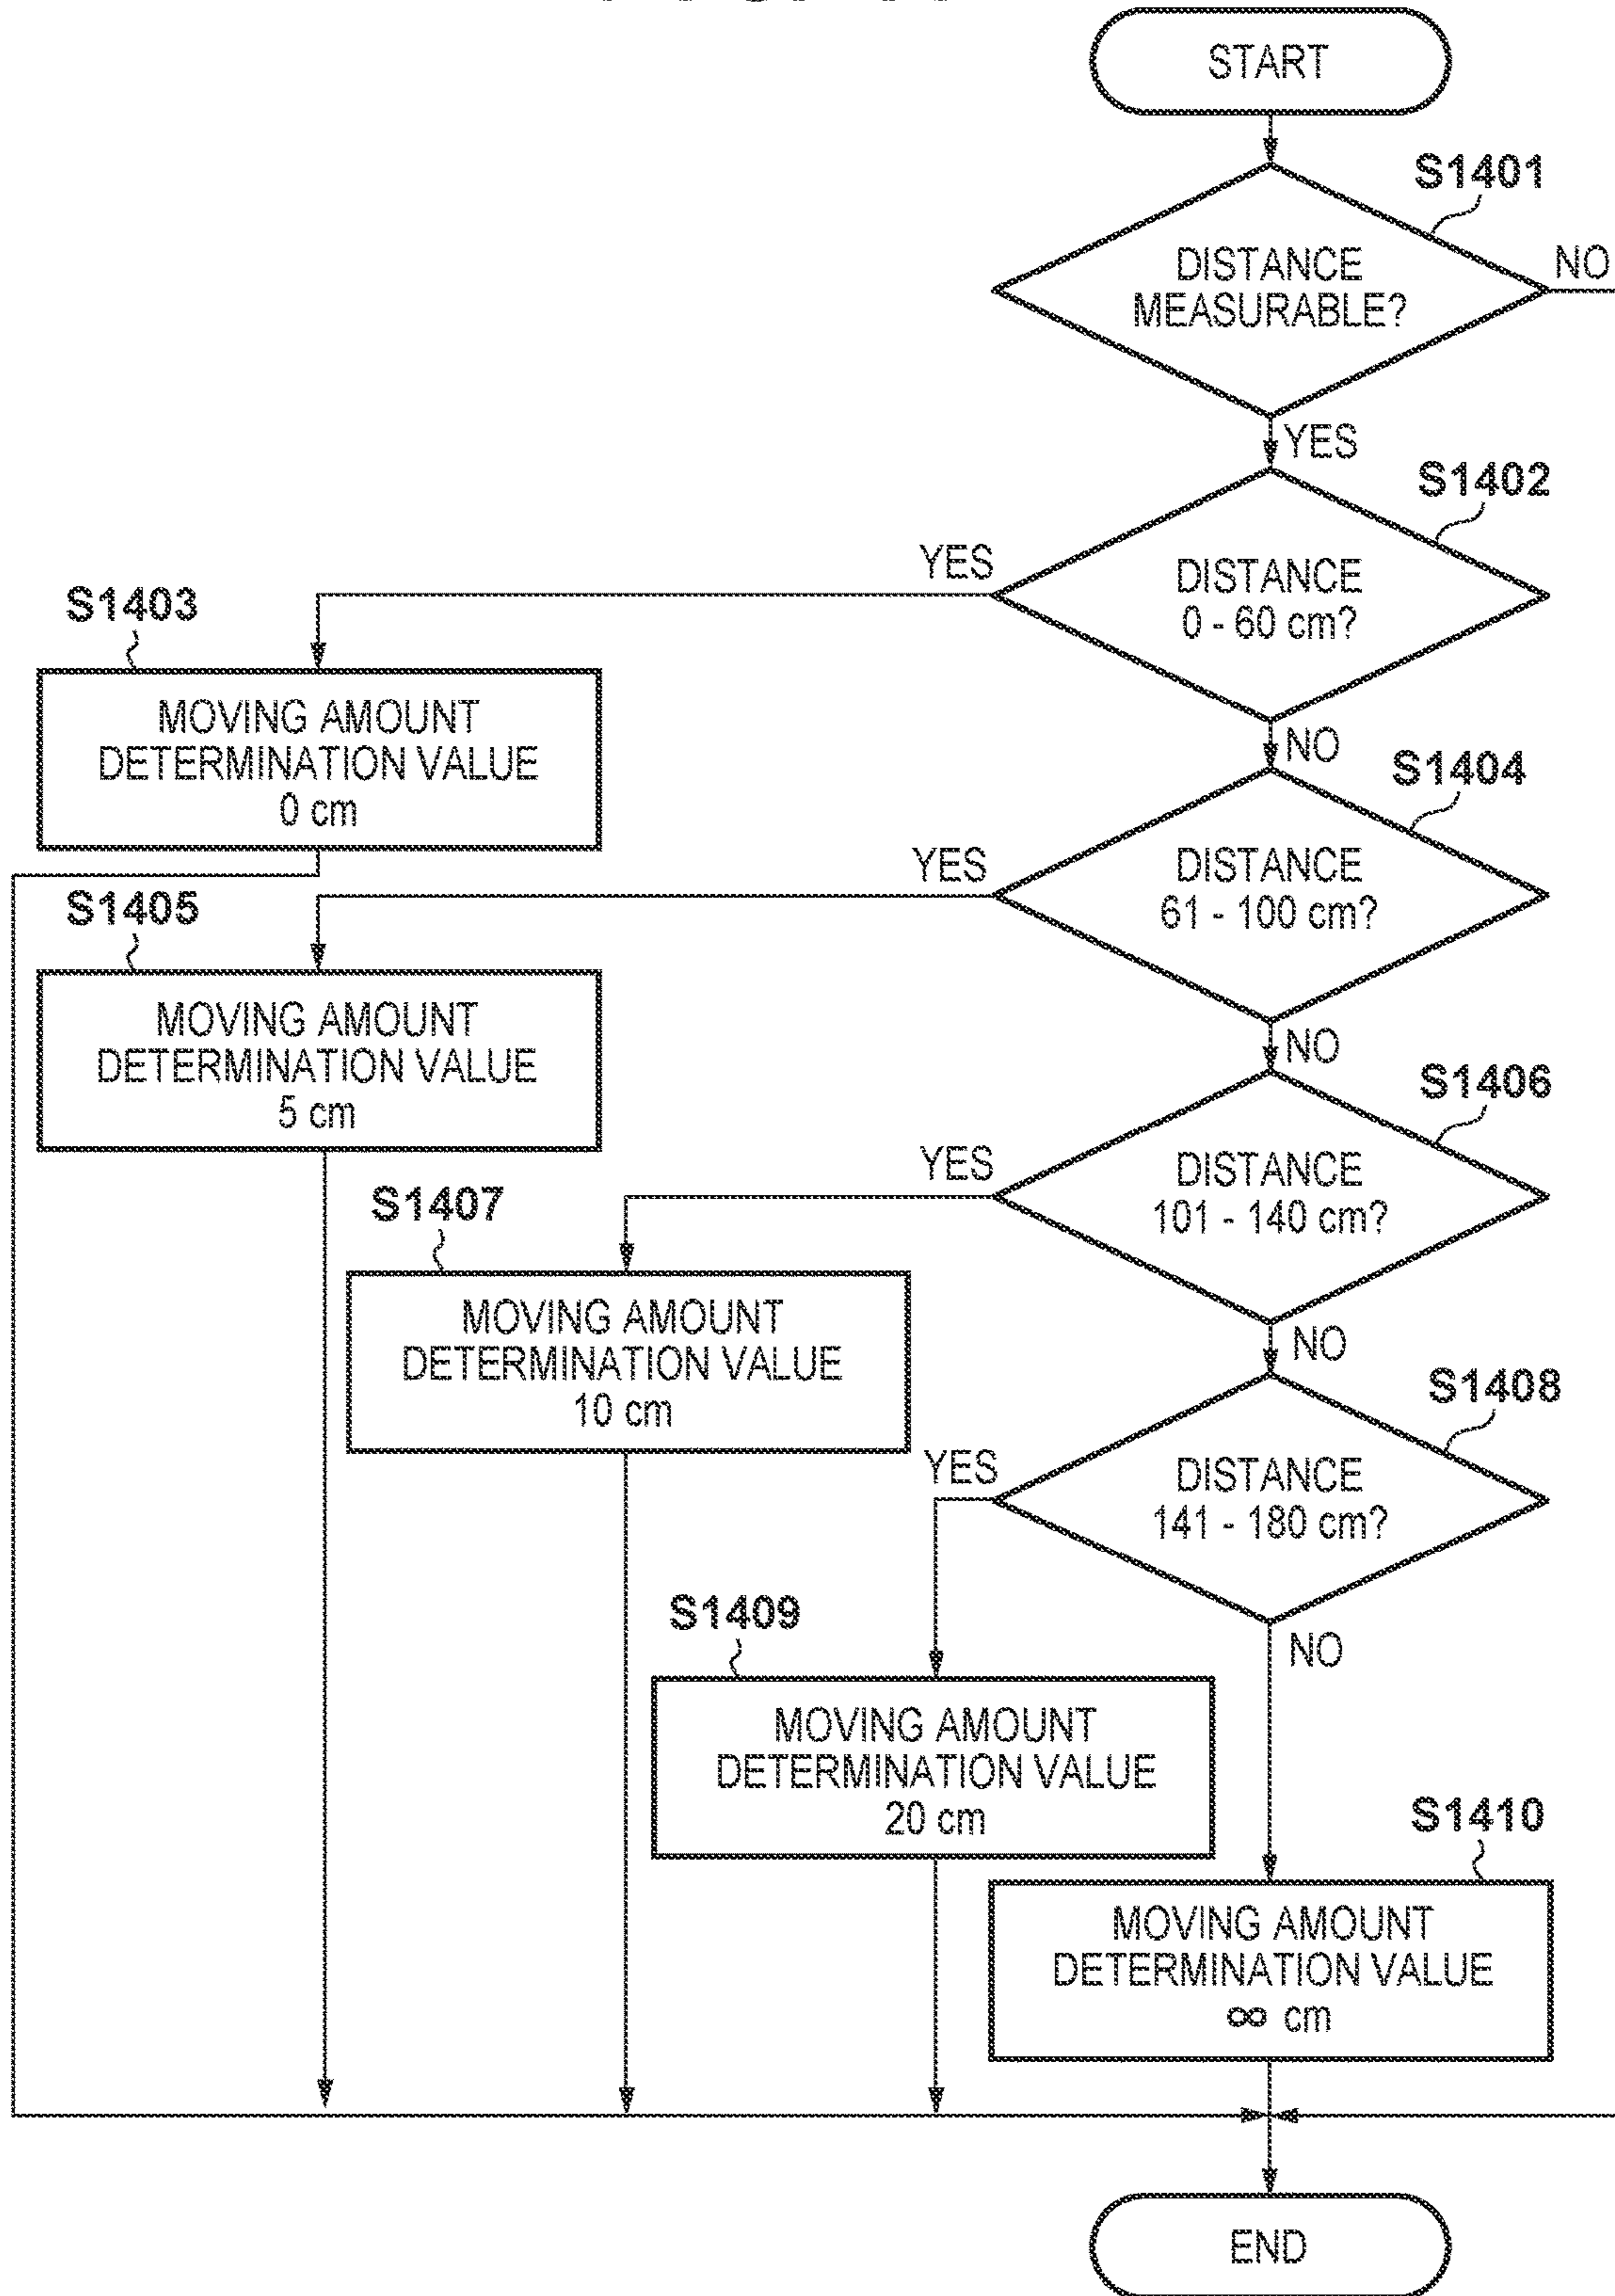 START
S1401
DISTANCE
MEASURABLE?
NO
YES
S1402
YES
DISTANCE
0 - 60 cm?
S1403
MOVING AMOUNT
DETERMINATION VALUE
0 cm
NO
S1404
YES
DISTANCE
61 - 100 cm?
S1405
MOVING AMOUNT
DETERMINATION VALUE
5 cm
NO
S1406
YES
DISTANCE
101 - 140 cm?
S1407
MOVING AMOUNT
DETERMINATION VALUE
10 cm
NO
S1408
YES
DISTANCE
141 - 180 cm?
S1409
MOVING AMOUNT
DETERMINATION VALUE
20 cm
NO
S1410
MOVING AMOUNT
DETERMINATION VALUE
∞ cm
END